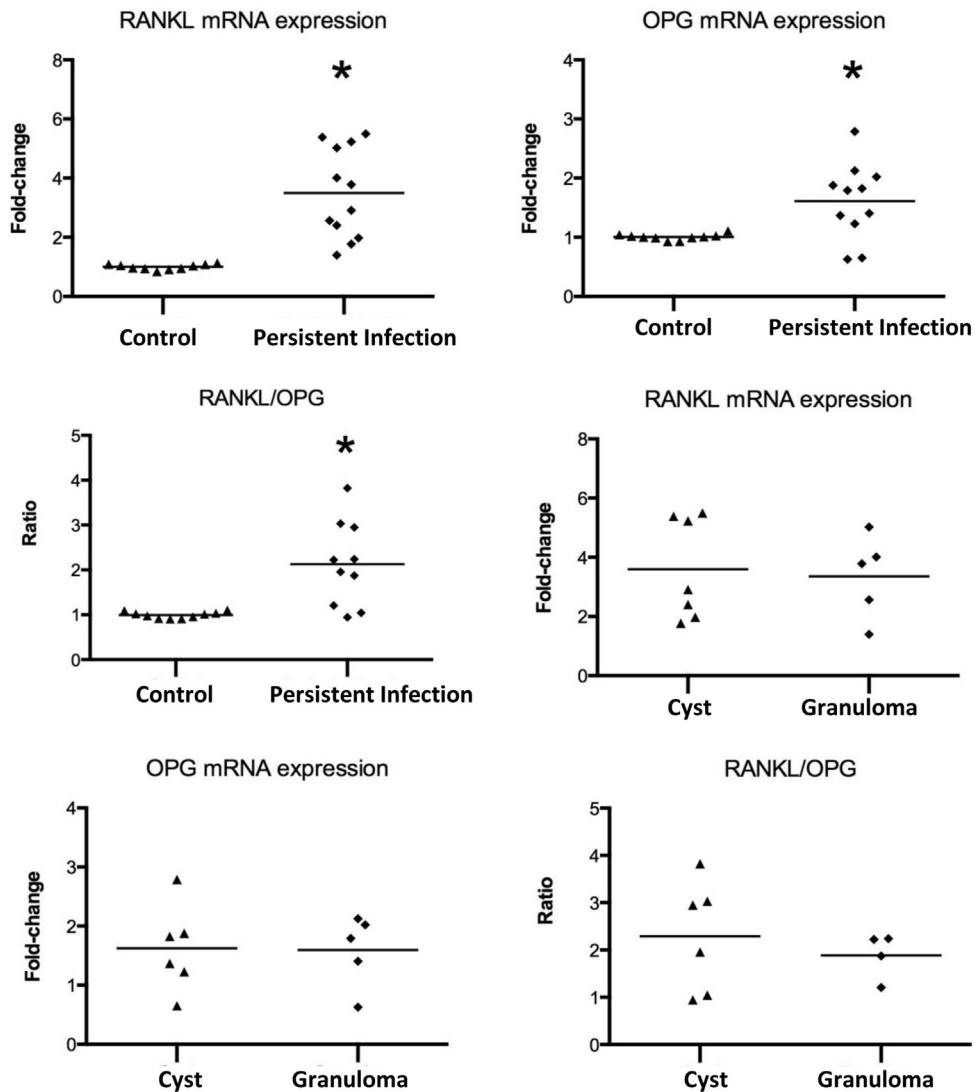 RANKL mRNA expression
Fold-change
8
6
4
2
0
*
Control
Persistent Infection
OPG mRNA expression
Fold-change
4
3
2
1
0
*
Control
Persistent Infection
RANKL/OPG
Ratio
5
4
3
2
1
0
*
Control
Persistent Infection
RANKL mRNA expression
Fold-change
8
6
4
2
0
Cyst
Granuloma
OPG mRNA expression
Fold-change
4
3
2
1
0
Cyst
Granuloma
RANKL/OPG
Ratio
5
4
3
2
1
0
Cyst
Granuloma